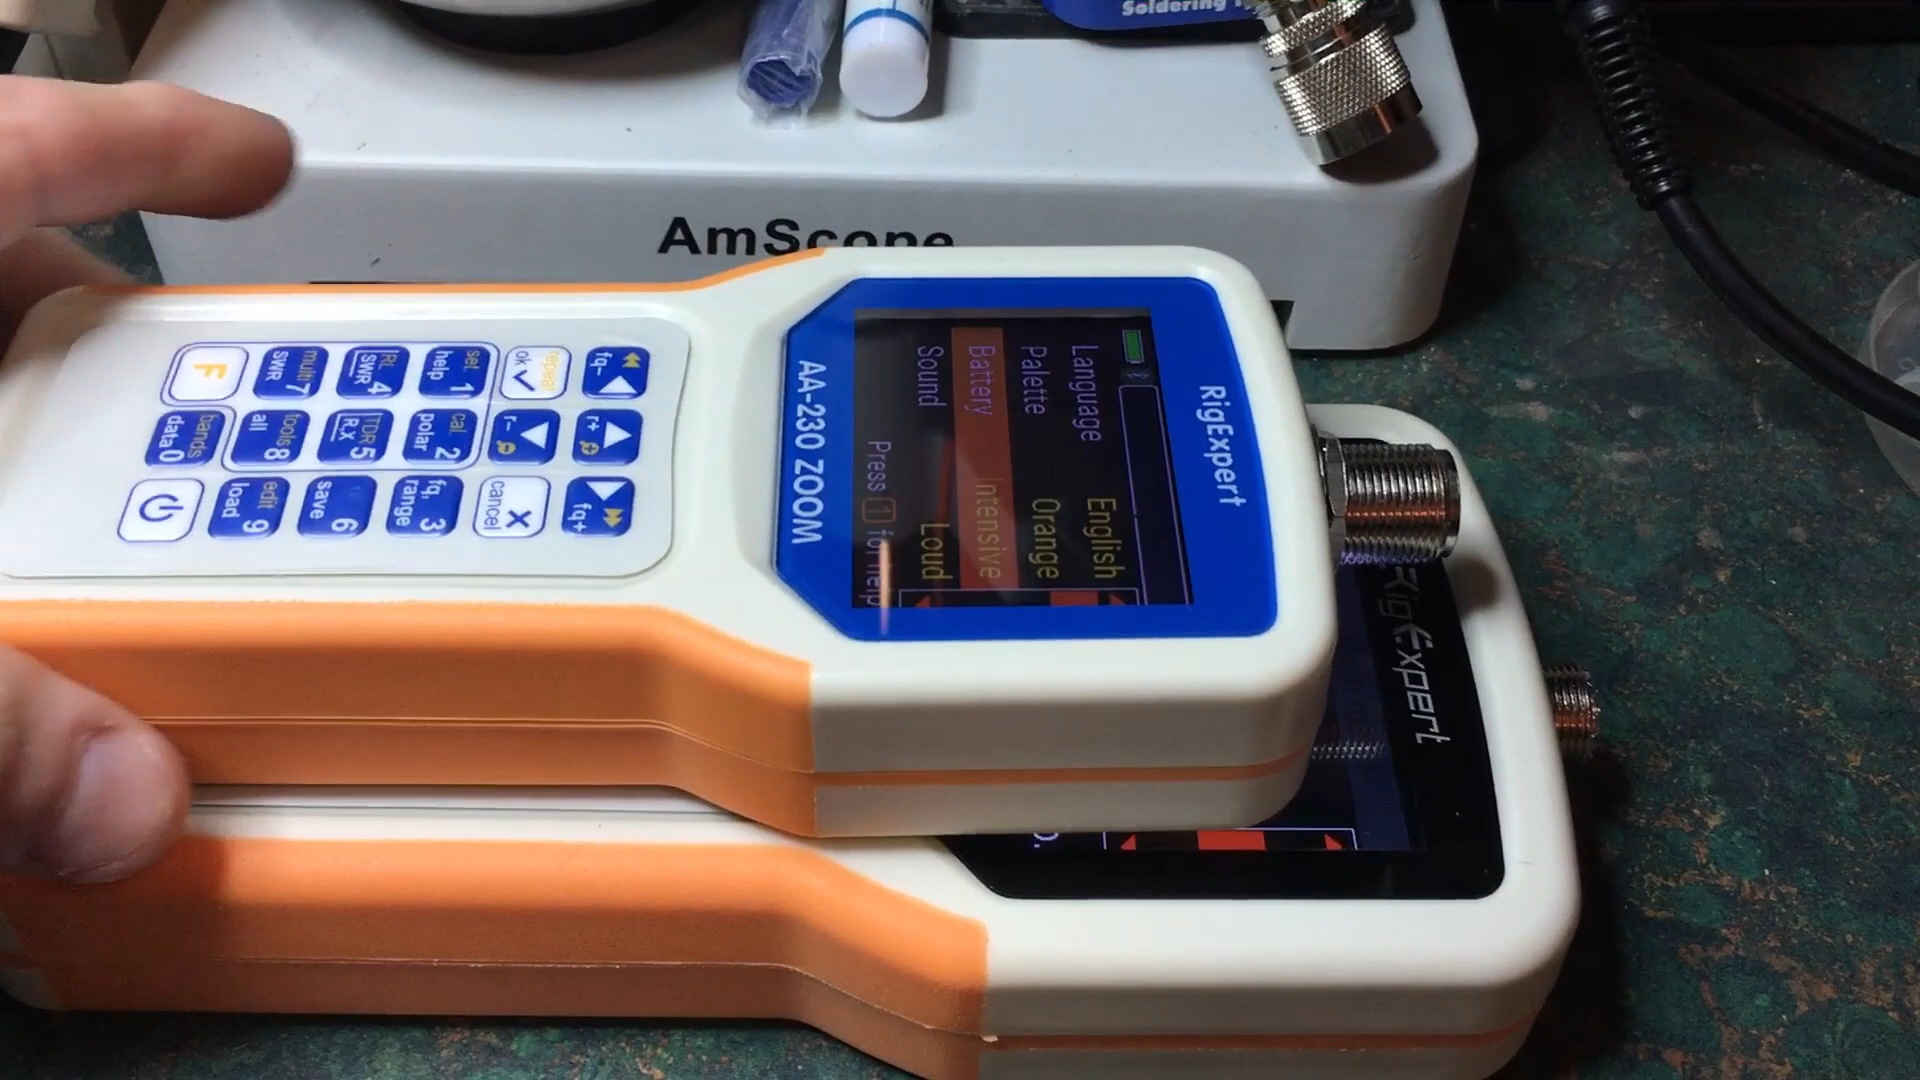 Soldering
AmScope
RigExpert
Language English
Palette Orange
Battery Intensive
Sound Loud
Press 1 for help
AA-230 ZOOM
fq-
r+
fq+
repeat
ok
r-
cancel
set.
1
help
cal.
2
polar
fq.
3
range
RL
4
SWR
TDR
5
R,X
6
save
multi
7
SWR
tools
8
all
edit
9
load
F
bands
data 0
RigExpert